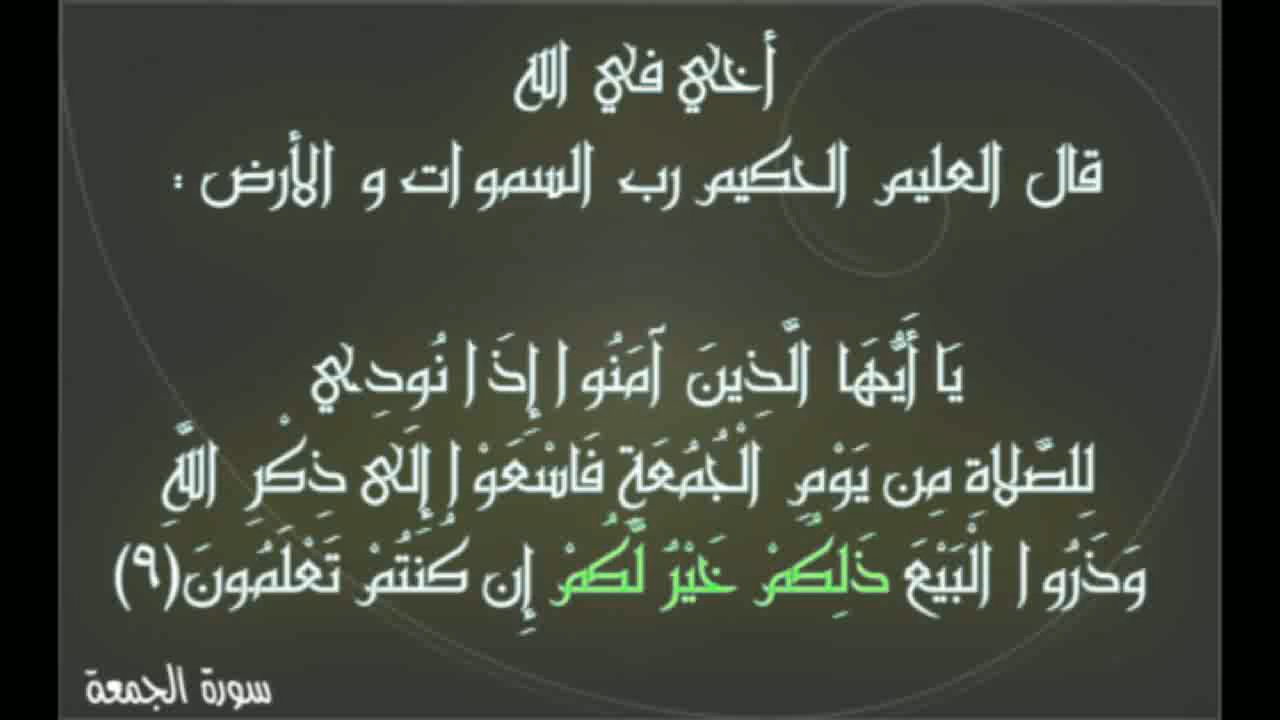 أخي في الله
قال العليم الحكيم رب السموات و الأرض :
يَا أَيُّهَا الَّذِينَ آمَنُوا إِذَا نُودِي
لِلصَّلاةِ مِن يَوْمِ الْجُمُعَةِ فَاسْعَوْا إِلَى ذِكْرِ اللَّهِ
وَذَرُوا الْبَيْعَ ذَلِكُمْ خَيْرٌ لَّكُمْ إِن كُنتُمْ تَعْلَمُونَ(٩)
سورة الجمعة